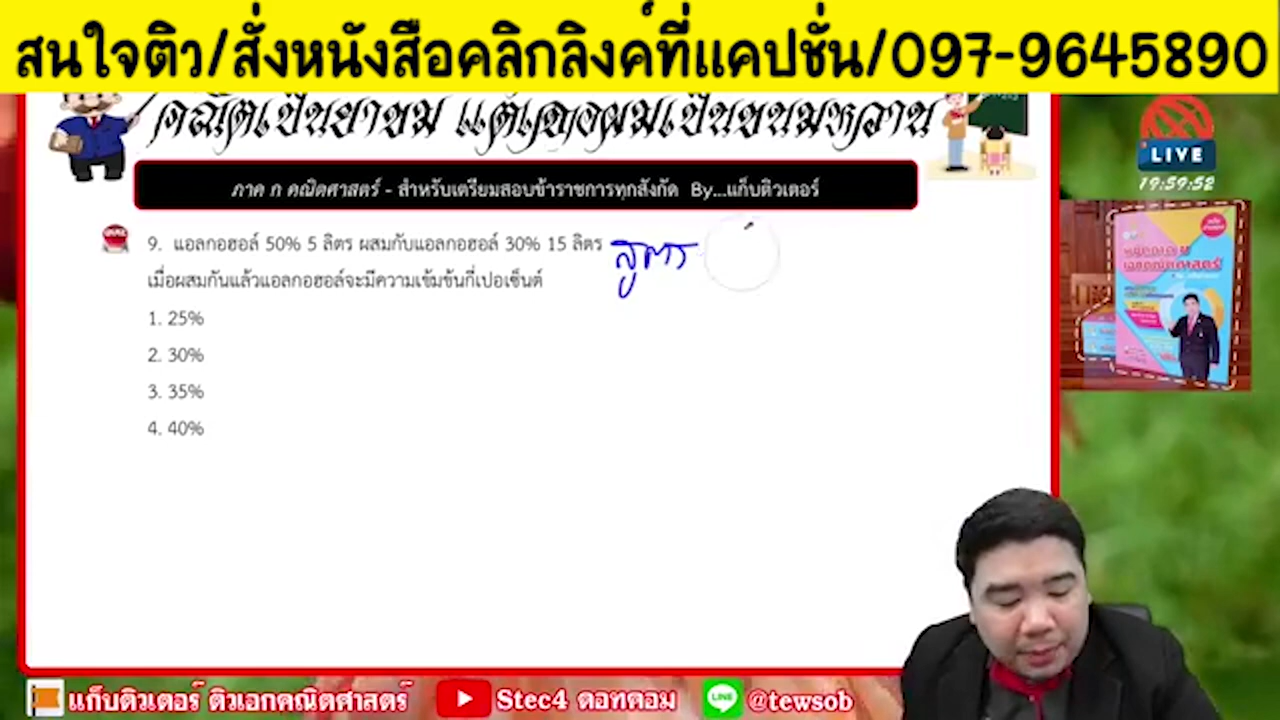 สนใจติว/สั่งหนังสือคลิกลิงค์ที่แคปชั่น/097-9645890
คณิตเป็นยาขม แต่เจอผมเป็นขนมหวาน
ภาค ก คณิตศาสตร์ - สำหรับเตรียมสอบข้าราชการทุกสังกัด By...แก็บติวเตอร์
LIVE
19:59:52
9. แอลกอฮอล์ 50% 5 ลิตร ผสมกับแอลกอฮอล์ 30% 15 ลิตร
สูตร
เมื่อผสมกันแล้วแอลกอฮอล์จะมีความเข้มข้นกี่เปอเซ็นต์
1. 25%
2. 30%
3. 35%
4. 40%
แก็บติวเตอร์ ติวเอกคณิตศาสตร์
Stec4 ดอทคอม
LINE
@tewsob